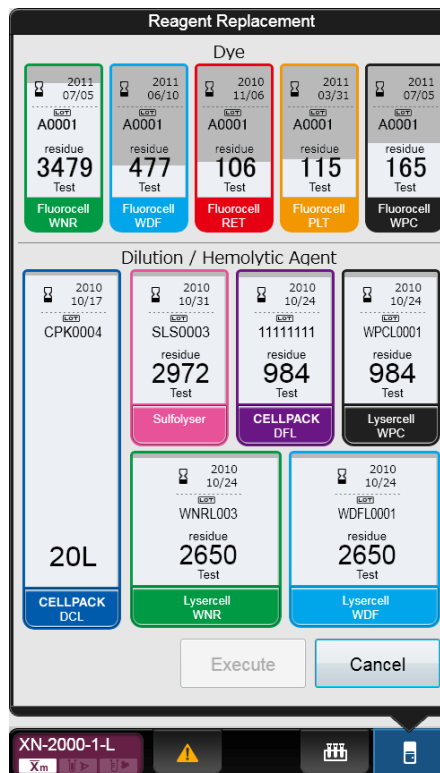 Reagent Replacement
Dye
2011
07/05
LOT
A0001
residue
3479
Test
Fluorocell
WNR
2011
06/10
LOT
A0001
residue
477
Test
Fluorocell
WDF
2010
11/06
LOT
A0001
residue
106
Test
Fluorocell
RET
2011
03/31
LOT
A0001
residue
115
Test
Fluorocell
PLT
2011
07/05
LOT
A0001
residue
165
Test
Fluorocell
WPC
Dilution / Hemolytic Agent
2010
10/17
LOT
CPK0004
20L
CELLPACK
DCL
2010
10/31
LOT
SLS0003
residue
2972
Test
Sulfolyser
2010
10/24
LOT
11111111
residue
984
Test
CELLPACK
DFL
2010
10/24
LOT
WPCL0001
residue
984
Test
Lysercell
WPC
2010
10/24
LOT
WNRL003
residue
2650
Test
Lysercell
WNR
2010
10/24
LOT
WDFL0001
residue
2650
Test
Lysercell
WDF
Execute
Cancel
XN-2000-1-L
Xm